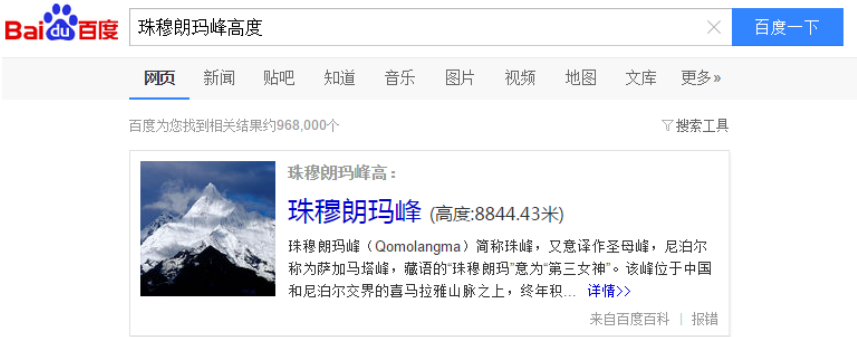 Bai du 百度 珠穆朗玛峰高度 百度一下
网页 新闻 贴吧 知道 音乐 图片 视频 地图 文库 更多»
百度为您找到相关结果约968,000个 搜索工具
珠穆朗玛峰高：
珠穆朗玛峰 (高度:8844.43米)
珠穆朗玛峰（Qomolangma）简称珠峰，又意译作圣母峰，尼泊尔
称为萨加马塔峰，藏语的“珠穆朗玛”意为“第三女神”。该峰位于中国
和尼泊尔交界的喜马拉雅山脉之上，终年积... 详情>>
来自百度百科 | 报错